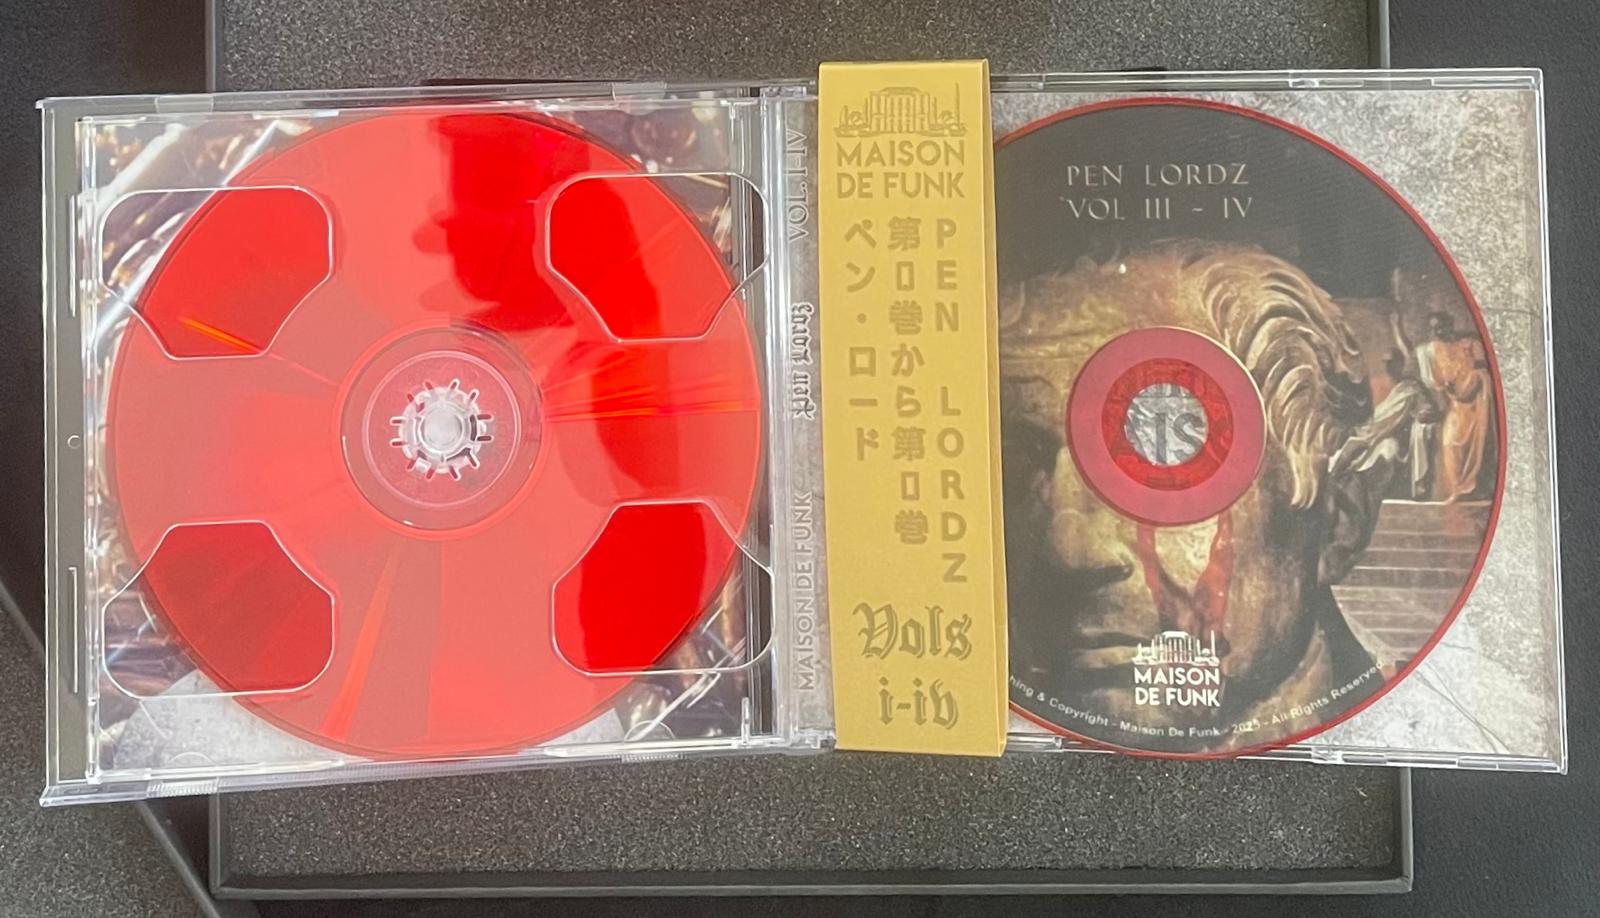 MAISON DE FUNK
Pen Lordz
VOL. I-IV
MAISON
DE FUNK
PEN LORDZ
第▯巻から第▯巻
ペン・ロード
Vols
i-iv
PEN LORDZ
VOL III - IV
MAISON
DE FUNK
& Copyright - Maison De Funk - 2025 - All Rights Reserved